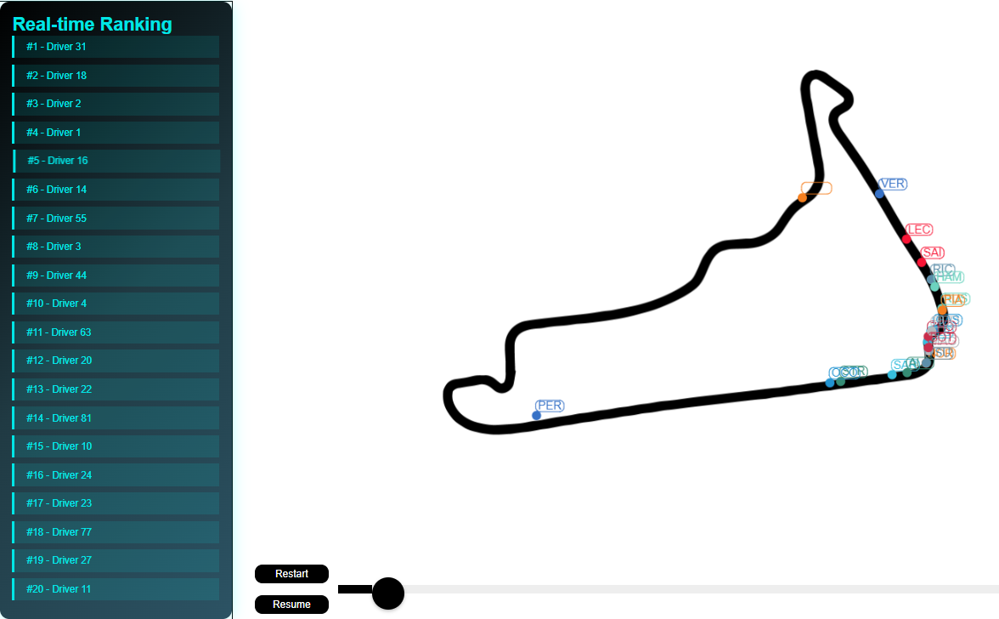 Real-time Ranking
#1 - Driver 31
#2 - Driver 18
#3 - Driver 2
#4 - Driver 1
#5 - Driver 16
#6 - Driver 14
#7 - Driver 55
#8 - Driver 3
#9 - Driver 44
#10 - Driver 4
#11 - Driver 63
#12 - Driver 20
#13 - Driver 22
#14 - Driver 81
#15 - Driver 10
#16 - Driver 24
#17 - Driver 23
#18 - Driver 77
#19 - Driver 27
#20 - Driver 11
VER
LEC
SAI
RIC
HAM
PIA
BOT
SAR
OCO
STR
PER
Restart
Resume